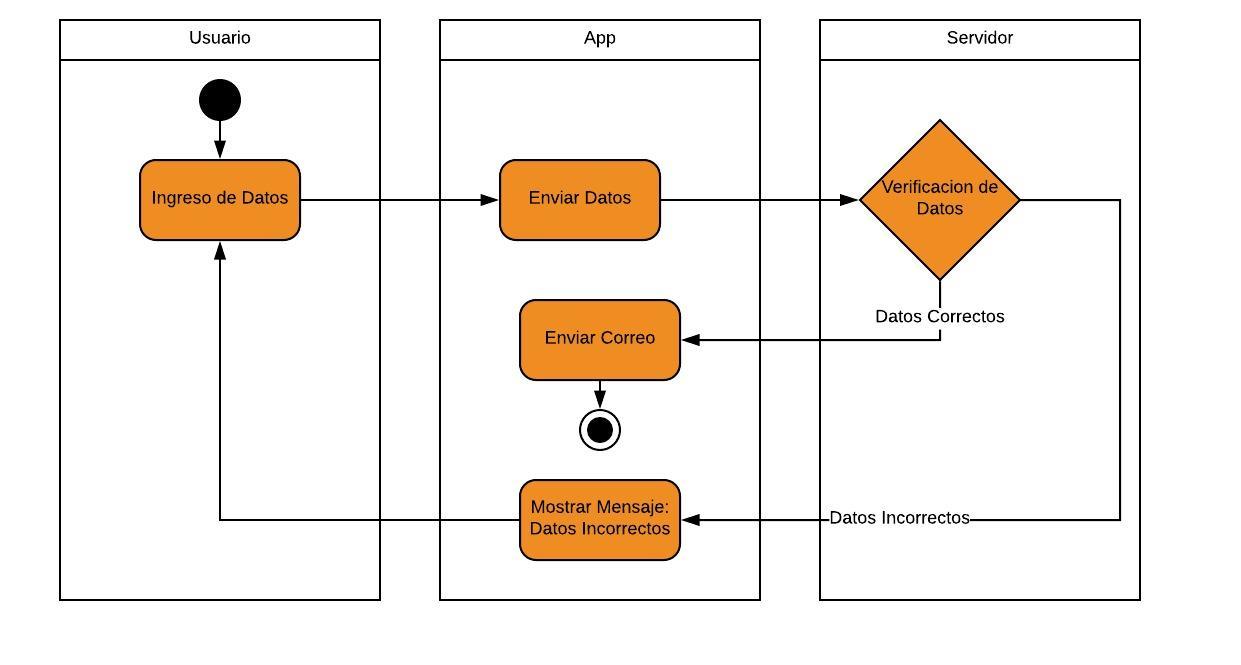 Usuario
App
Servidor
Ingreso de Datos
Enviar Datos
Verificacion de
Datos
Datos Correctos
Enviar Correo
Mostrar Mensaje:
Datos Incorrectos
Datos Incorrectos